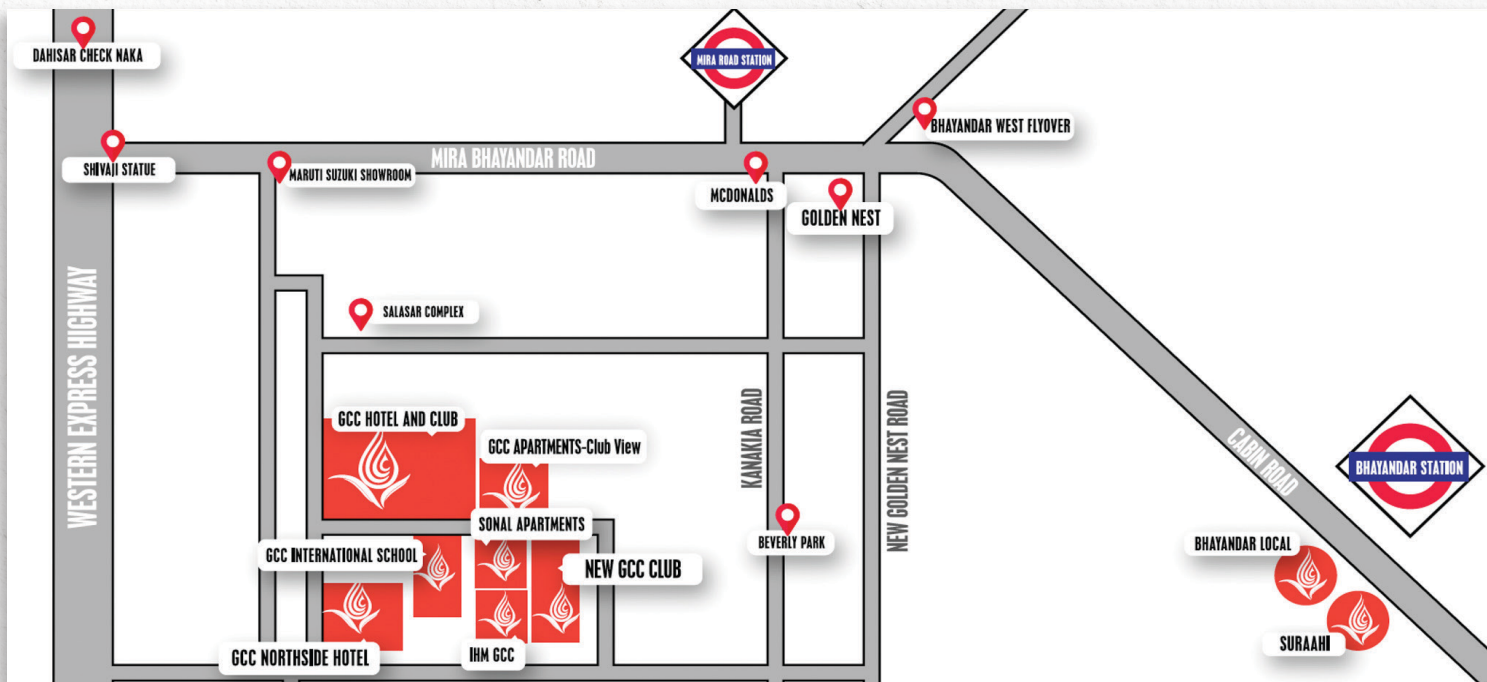 DAHISAR CHECK NAKA
MIRA ROAD STATION
BHAYANDAR WEST FLYOVER
SHIVAJI STATUE
MIRA BHAYANDAR ROAD
MARUTI SUZUKI SHOWROOM
MCDONALDS
GOLDEN NEST
WESTERN EXPRESS HIGHWAY
SALASAR COMPLEX
GCC HOTEL AND CLUB
GCC APARTMENTS-Club View
KANAKIA ROAD
NEW GOLDEN NEST ROAD
CABIN ROAD
BHAYANDAR STATION
SONAL APARTMENTS
GCC INTERNATIONAL SCHOOL
NEW GCC CLUB
BEVERLY PARK
BHAYANDAR LOCAL
GCC NORTHSIDE HOTEL
IHM GCC
SURAAHI